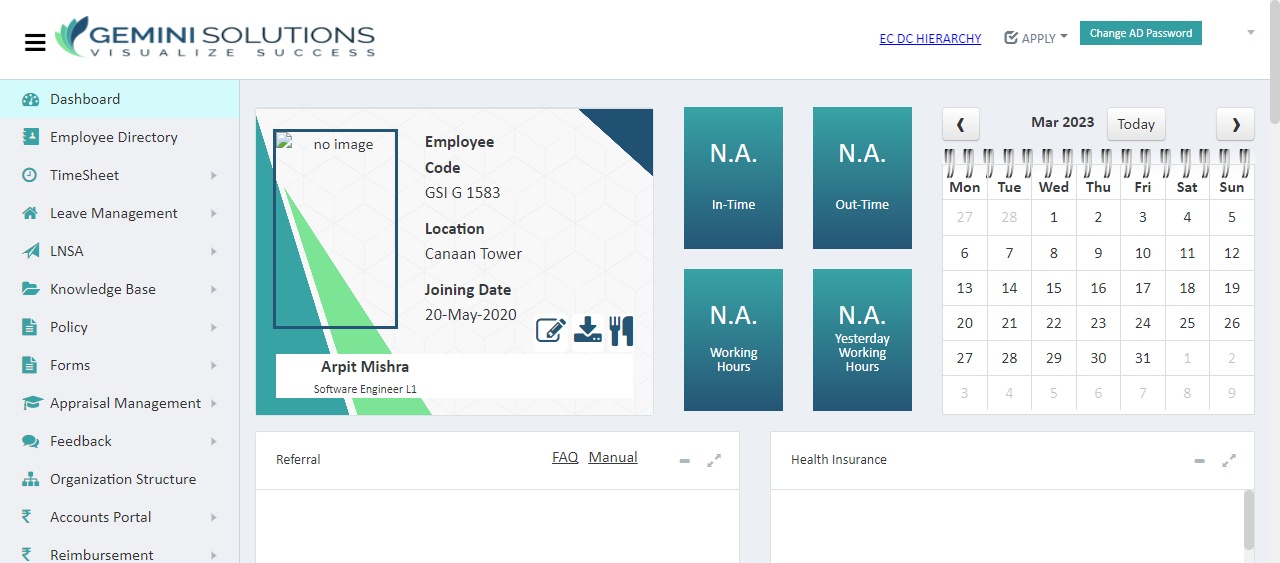 GEMINI SOLUTIONS
VISUALIZE SUCCESS
EC DC HIERARCHY
APPLY
Change AD Password
Dashboard
Employee Directory
TimeSheet
Leave Management
LNSA
Knowledge Base
Policy
Forms
Appraisal Management
Feedback
Organization Structure
Accounts Portal
Reimbursement
no image
Employee
Code
GSI G 1583
Location
Canaan Tower
Joining Date
20-May-2020
Arpit Mishra
Software Engineer L1
N.A.
In-Time
N.A.
Out-Time
N.A.
Working
Hours
N.A.
Yesterday
Working
Hours
Mar 2023
Today
Mon Tue Wed Thu Fri Sat Sun
27 28 1 2 3 4 5
6 7 8 9 10 11 12
13 14 15 16 17 18 19
20 21 22 23 24 25 26
27 28 29 30 31 1 2
3 4 5 6 7 8 9
Referral
FAQ Manual
Health Insurance